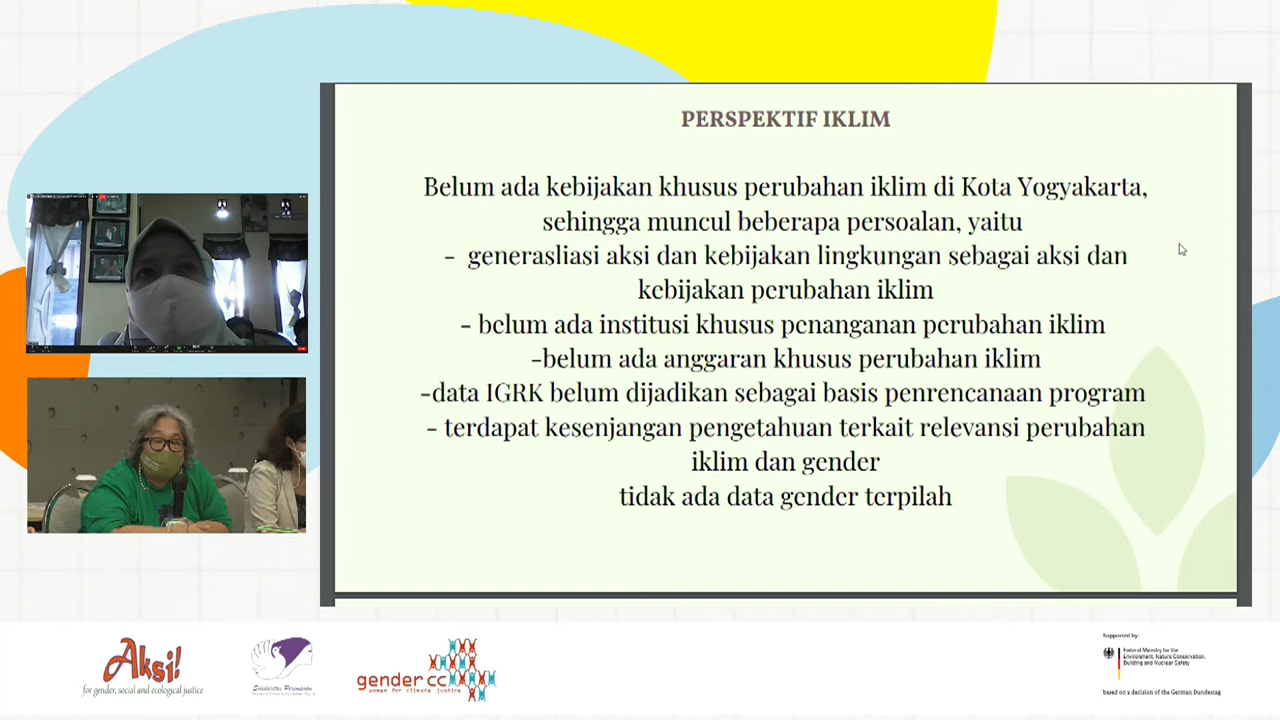 PERSPEKTIF IKLIM
Belum ada kebijakan khusus perubahan iklim di Kota Yogyakarta,
sehingga muncul beberapa persoalan, yaitu
- generasliasi aksi dan kebijakan lingkungan sebagai aksi dan
kebijakan perubahan iklim
- belum ada institusi khusus penanganan perubahan iklim
-belum ada anggaran khusus perubahan iklim
-data IGRK belum dijadikan sebagai basis penrencanaan program
- terdapat kesenjangan pengetahuan terkait relevansi perubahan
iklim dan gender
tidak ada data gender terpilah
Aksi!
for gender, social and ecological justice
Solidaritas Perempuan
gender cc
women for climate justice
Supported by:
Federal Ministry for the
Environment, Nature Conservation,
Building and Nuclear Safety
based on a decision of the German Bundestag